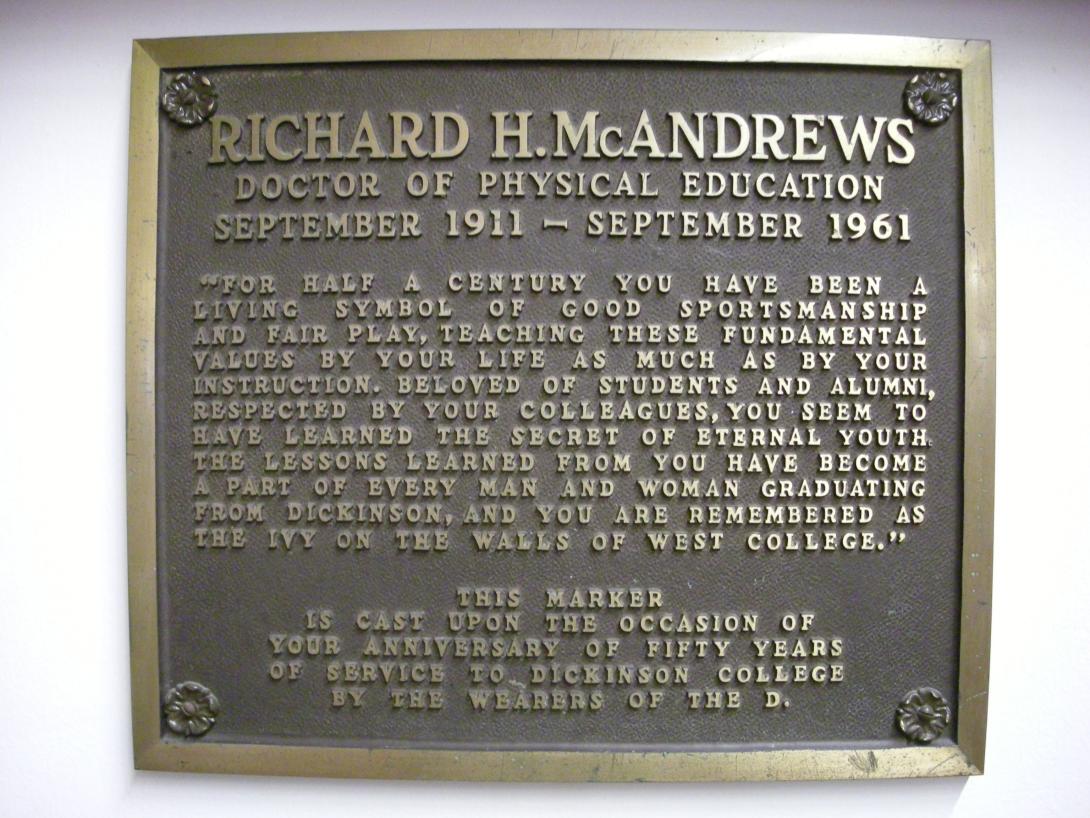 RICHARD H. McANDREWS
DOCTOR OF PHYSICAL EDUCATION
SEPTEMBER 1911 – SEPTEMBER 1961
"FOR HALF A CENTURY YOU HAVE BEEN A
LIVING SYMBOL OF GOOD SPORTSMANSHIP
AND FAIR PLAY, TEACHING THESE FUNDAMENTAL
VALUES BY YOUR LIFE AS MUCH AS BY YOUR
INSTRUCTION. BELOVED OF STUDENTS AND ALUMNI,
RESPECTED BY YOUR COLLEAGUES, YOU SEEM TO
HAVE LEARNED THE SECRET OF ETERNAL YOUTH.
THE LESSONS LEARNED FROM YOU HAVE BECOME
A PART OF EVERY MAN AND WOMAN GRADUATING
FROM DICKINSON, AND YOU ARE REMEMBERED AS
THE IVY ON THE WALLS OF WEST COLLEGE."
THIS MARKER
IS CAST UPON THE OCCASION OF
YOUR ANNIVERSARY OF FIFTY YEARS
OF SERVICE TO DICKINSON COLLEGE
BY THE WEARERS OF THE D.